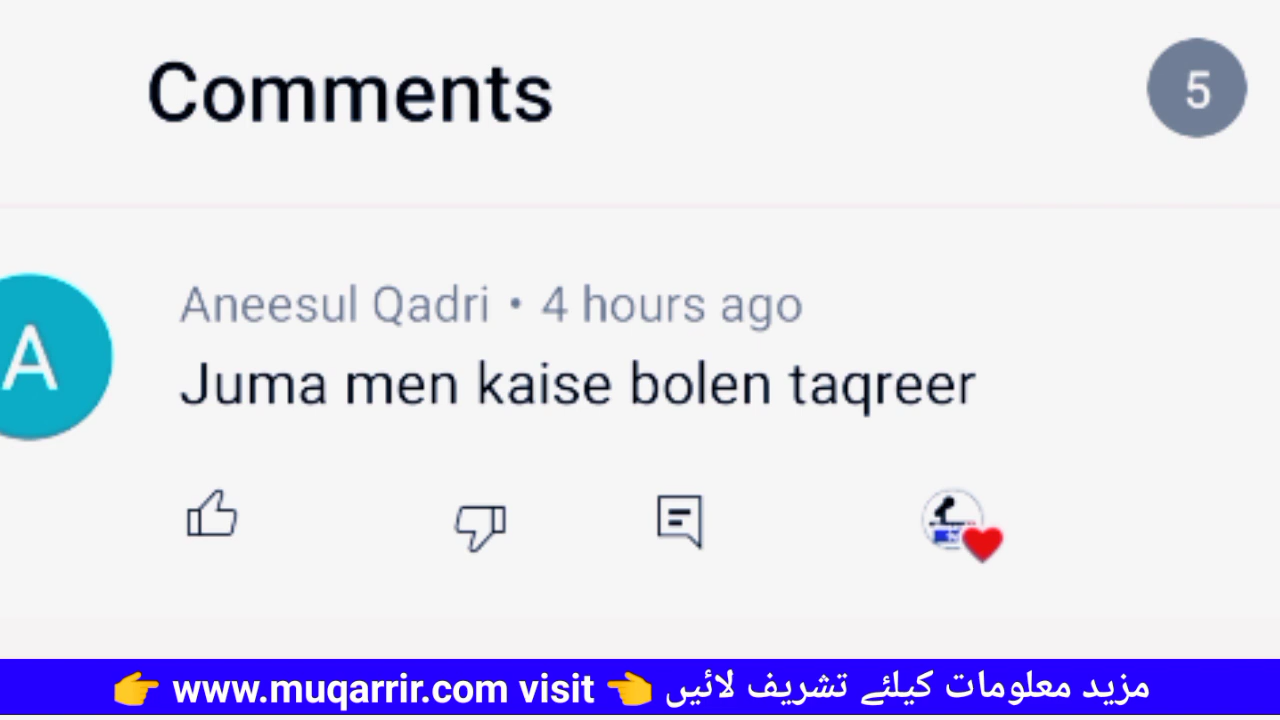 Comments
5
A
Aneesul Qadri • 4 hours ago
Juma men kaise bolen taqreer
👉 www.muqarrir.com visit 👈 مزید معلومات کیلئے تشریف لائیں